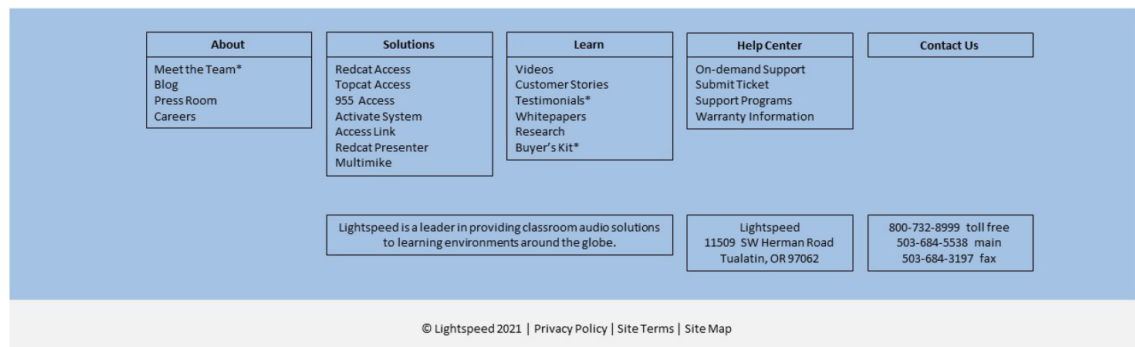 About
Meet the Team*
Blog
Press Room
Careers
Solutions
Redcat Access
Topcat Access
955 Access
Activate System
Access Link
Redcat Presenter
Multimike
Learn
Videos
Customer Stories
Testimonials*
Whitepapers
Research
Buyer's Kit*
Help Center
On-demand Support
Submit Ticket
Support Programs
Warranty Information
Contact Us
Lightspeed is a leader in providing classroom audio solutions
to learning environments around the globe.
Lightspeed
11509 SW Herman Road
Tualatin, OR 97062
800-732-8999 toll free
503-684-5538 main
503-684-3197 fax
© Lightspeed 2021 | Privacy Policy | Site Terms | Site Map